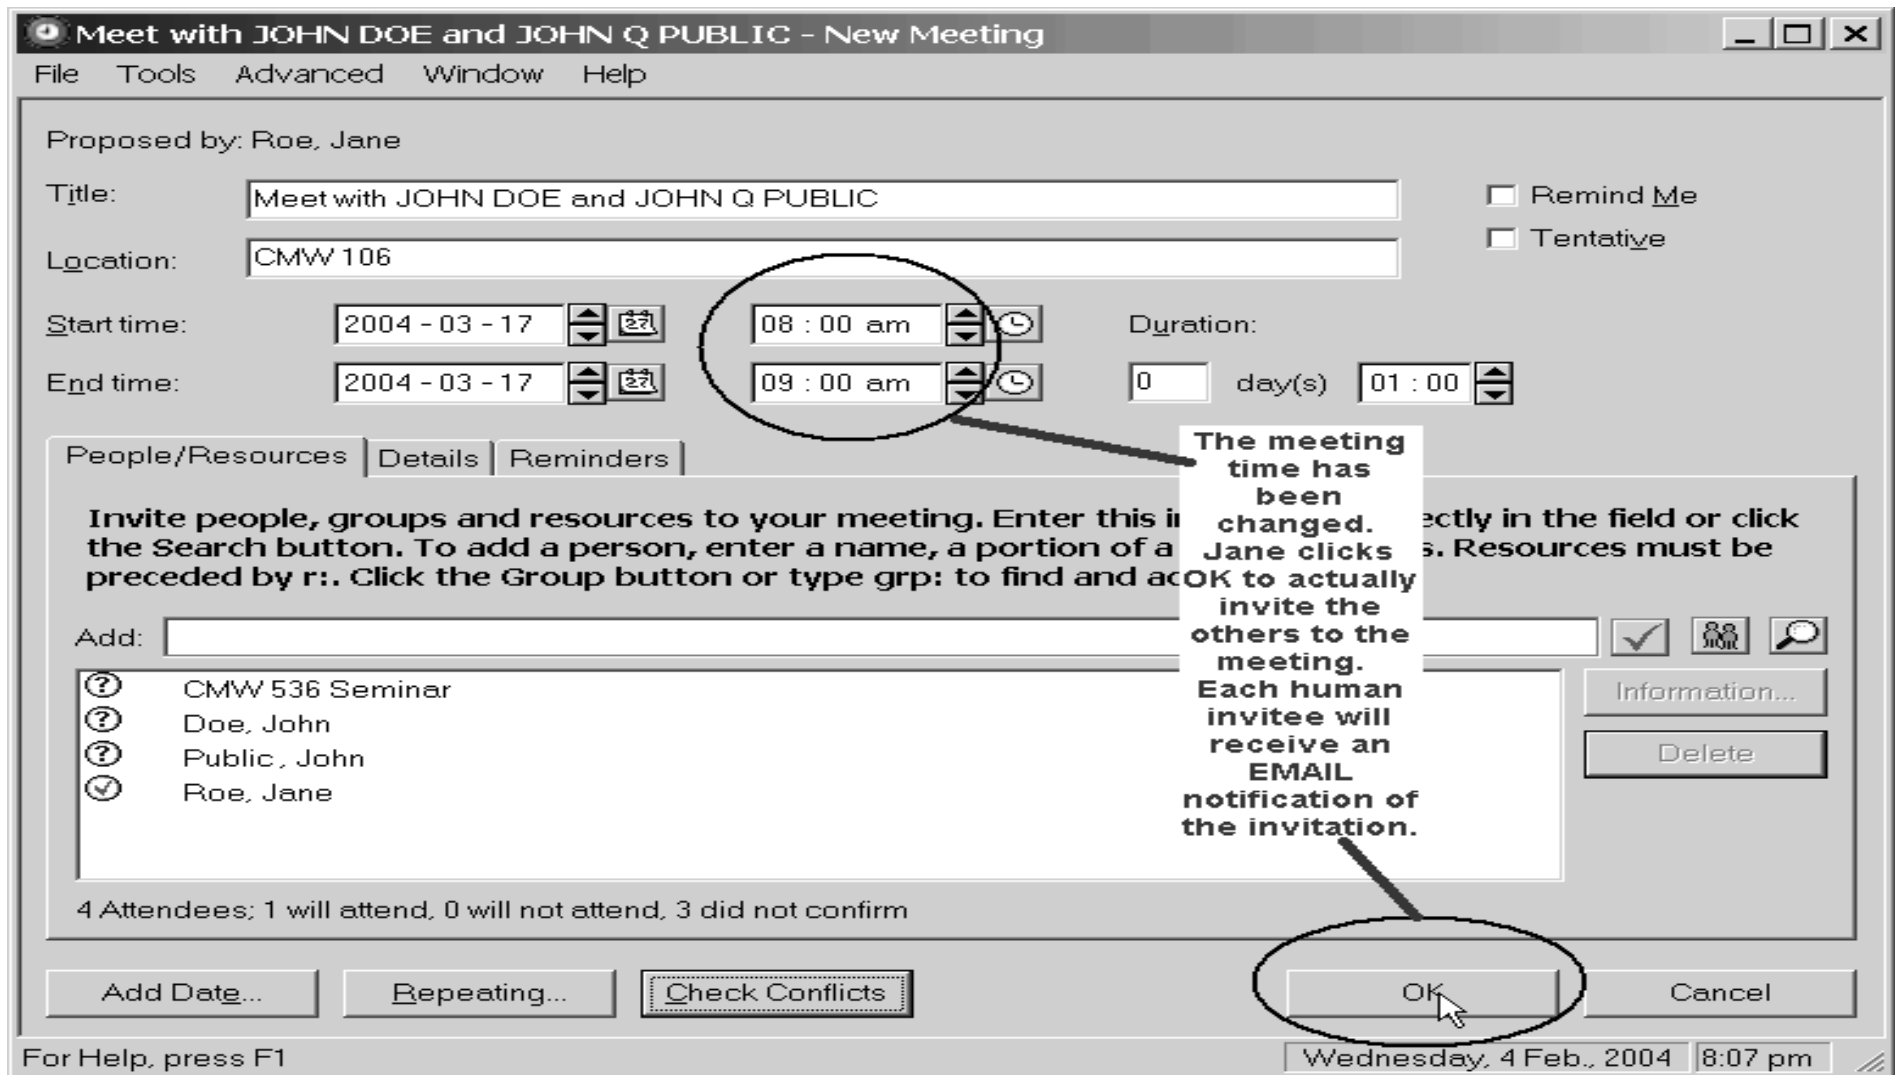 Meet with JOHN DOE and JOHN Q PUBLIC - New Meeting
File Tools Advanced Window Help
Proposed by: Roe, Jane
Title: Meet with JOHN DOE and JOHN Q PUBLIC
Remind Me
Location: CMW 106
Tentative
Start time: 2004 - 03 - 17 27 08 : 00 am Duration:
End time: 2004 - 03 - 17 27 09 : 00 am 0 day(s) 01 : 00
People/Resources Details Reminders
The meeting
time has
been
changed.
Jane clicks
OK to actually
invite the
others to the
meeting.
Each human
invitee will
receive an
EMAIL
notification of
the invitation.
Invite people, groups and resources to your meeting. Enter this in ectly in the field or click
the Search button. To add a person, enter a name, a portion of a s. Resources must be
preceded by r:. Click the Group button or type grp: to find and ad
Add:
CMW 536 Seminar
Doe, John
Public , John
Roe, Jane
Information...
Delete
4 Attendees; 1 will attend, 0 will not attend, 3 did not confirm
Add Date... Repeating... Check Conflicts OK Cancel
For Help, press F1 Wednesday, 4 Feb., 2004 8:07 pm